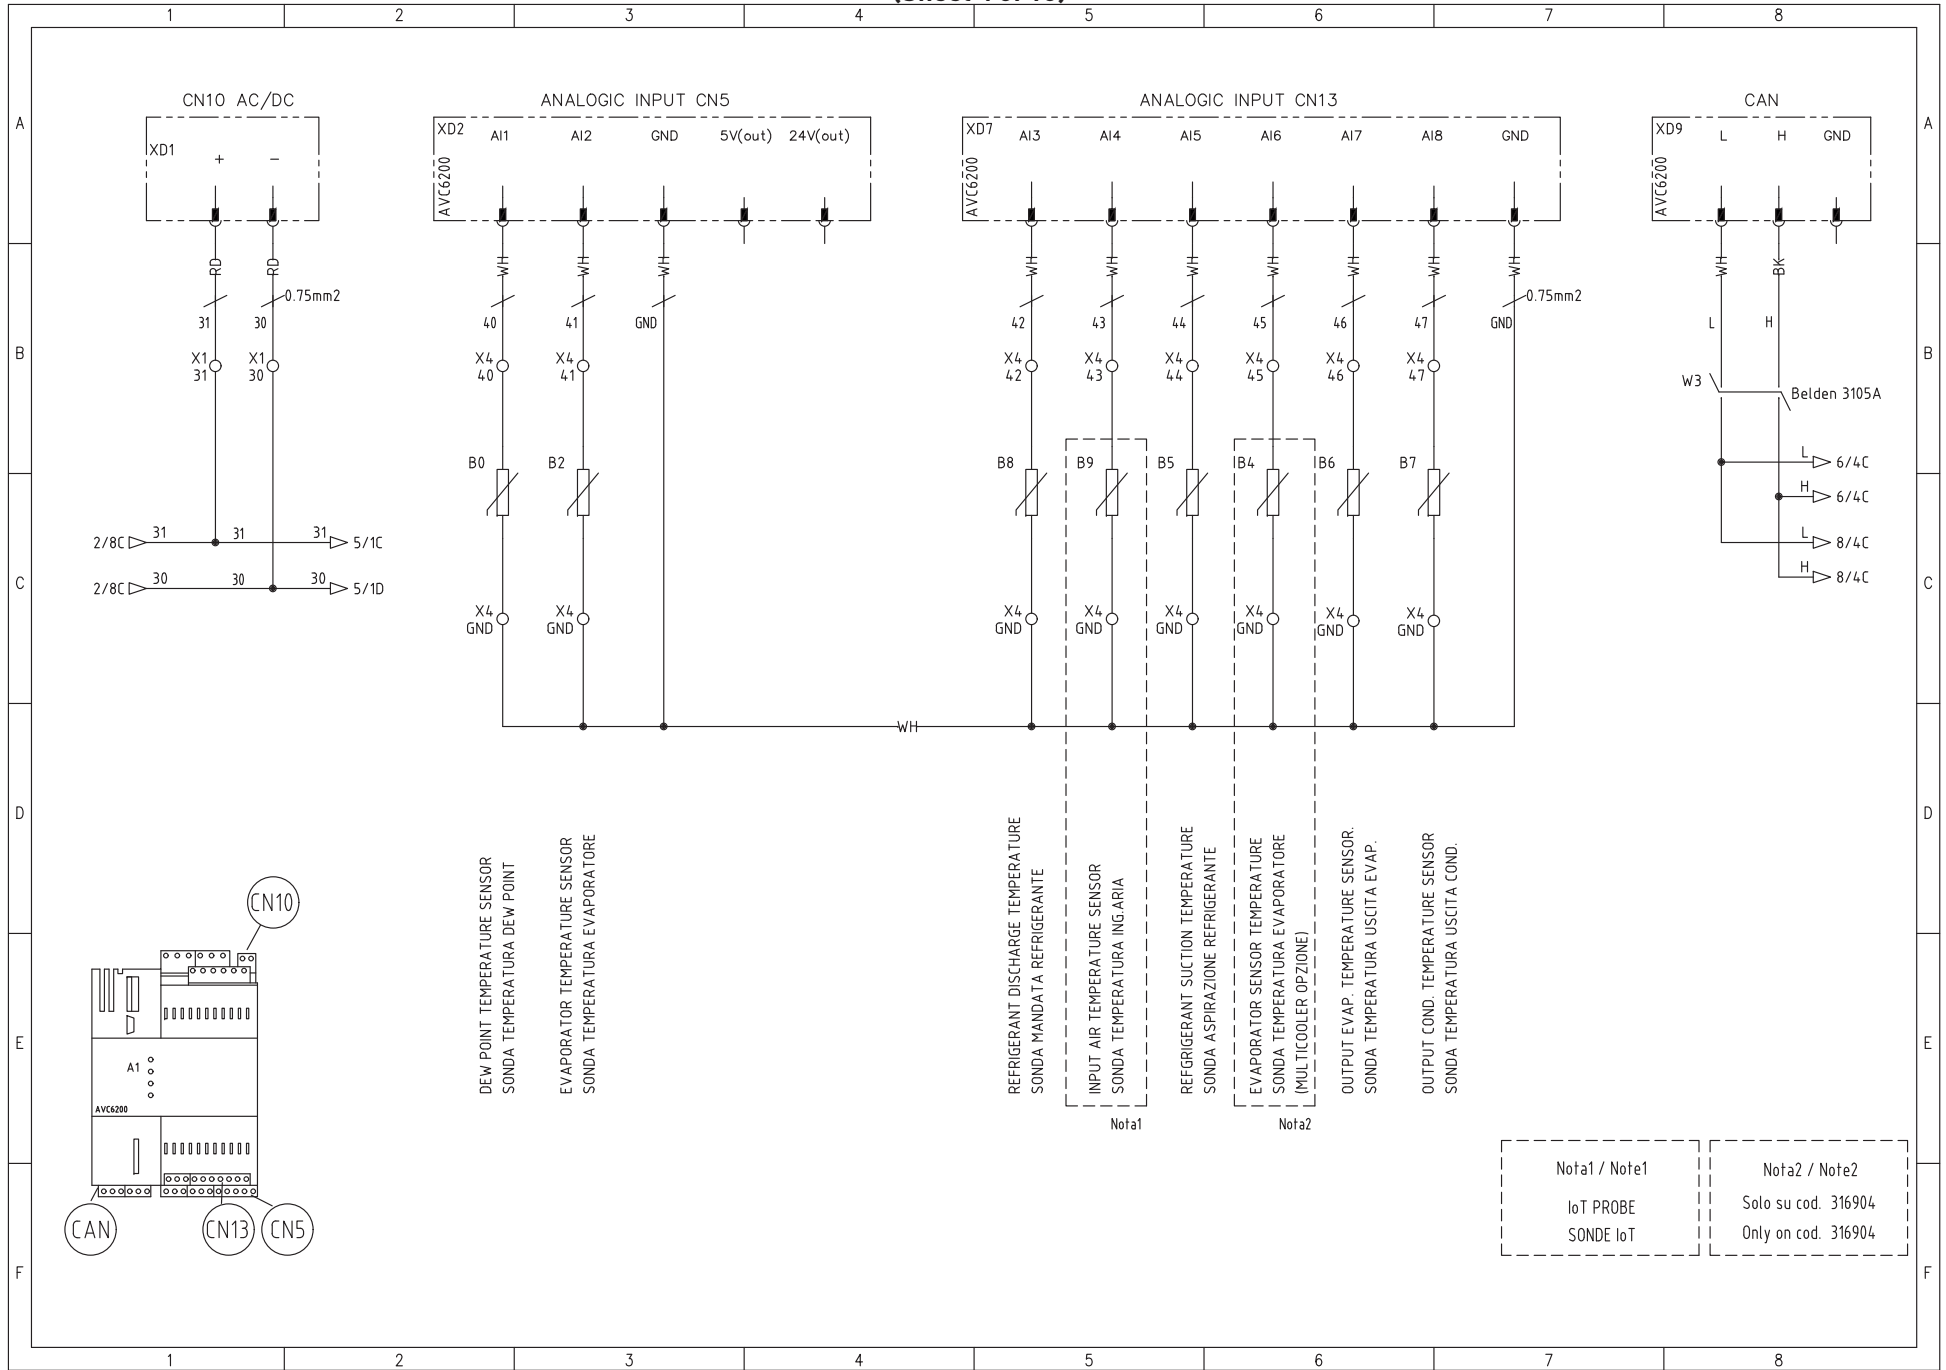 1 2 3 4 5 6 7 8
A A
CN10 AC/DC
XD1
+ -
RD RD
0.75mm2
31 30
X1 31
X1 30
2/8C 31 31 31 5/1C
2/8C 30 30 30 5/1D
ANALOGIC INPUT CN5
XD2 AI1 AI2 GND 5V(out) 24V(out)
AVC6200
WH WH WH
40 41 GND
X4 40
X4 41
B0 B2
X4 GND
X4 GND
WH
ANALOGIC INPUT CN13
XD7 AI3 AI4 AI5 AI6 AI7 AI8 GND
AVC6200
WH WH WH WH WH WH WH
0.75mm2
42 43 44 45 46 47 GND
X4 42
X4 43
X4 44
X4 45
X4 46
X4 47
B8 B9 B5 B4 B6 B7
X4 GND
X4 GND
X4 GND
X4 GND
X4 GND
X4 GND
CAN
XD9 L H GND
AVC6200
WH BK
L H
W3
Belden 3105A
L 6/4C
H 6/4C
L 8/4C
H 8/4C
B B
C C
D D
DEW POINT TEMPERATURE SENSOR
SONDA TEMPERATURA DEW POINT
EVAPORATOR TEMPERATURE SENSOR
SONDA TEMPERATURA EVAPORATORE
REFRIGERANT DISCHARGE TEMPERATURE
SONDA MANDATA REFRIGERANTE
INPUT AIR TEMPERATURE SENSOR
SONDA TEMPERATURA ING.ARIA
Nota1
REFGRIGERANT SUCTION TEMPERATURE
SONDA ASPIRAZIONE REFRIGERANTE
EVAPORATOR SENSOR TEMPERATURE
SONDA TEMPERATURA EVAPORATORE
(MULTICOOLER OPZIONE)
Nota2
OUTPUT EVAP. TEMPERATURE SENSOR.
SONDA TEMPERATURA USCITA EVAP.
OUTPUT COND. TEMPERATURE SENSOR
SONDA TEMPERATURA USCITA COND.
E E
CN10
A1
AVC6200
CAN CN13 CN5
Nota1 / Note1
IoT PROBE
SONDE IoT
Nota2 / Note2
Solo su cod. 316904
Only on cod. 316904
F F
1 2 3 4 5 6 7 8